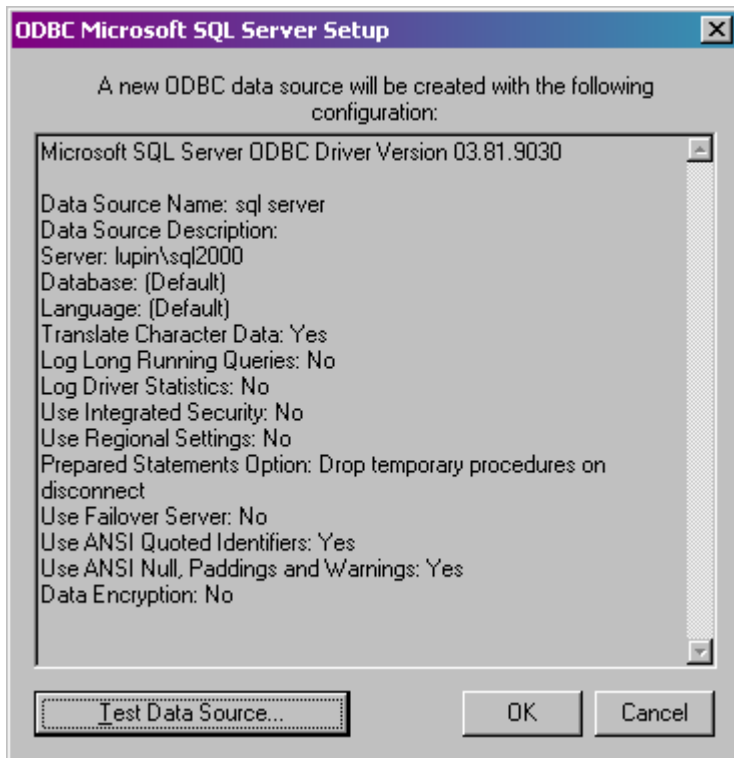 ODBC Microsoft SQL Server Setup
A new ODBC data source will be created with the following
configuration:
Microsoft SQL Server ODBC Driver Version 03.81.9030
Data Source Name: sql server
Data Source Description:
Server: lupin\sql2000
Database: (Default)
Language: (Default)
Translate Character Data: Yes
Log Long Running Queries: No
Log Driver Statistics: No
Use Integrated Security: No
Use Regional Settings: No
Prepared Statements Option: Drop temporary procedures on
disconnect
Use Failover Server: No
Use ANSI Quoted Identifiers: Yes
Use ANSI Null, Paddings and Warnings: Yes
Data Encryption: No
Test Data Source... OK Cancel